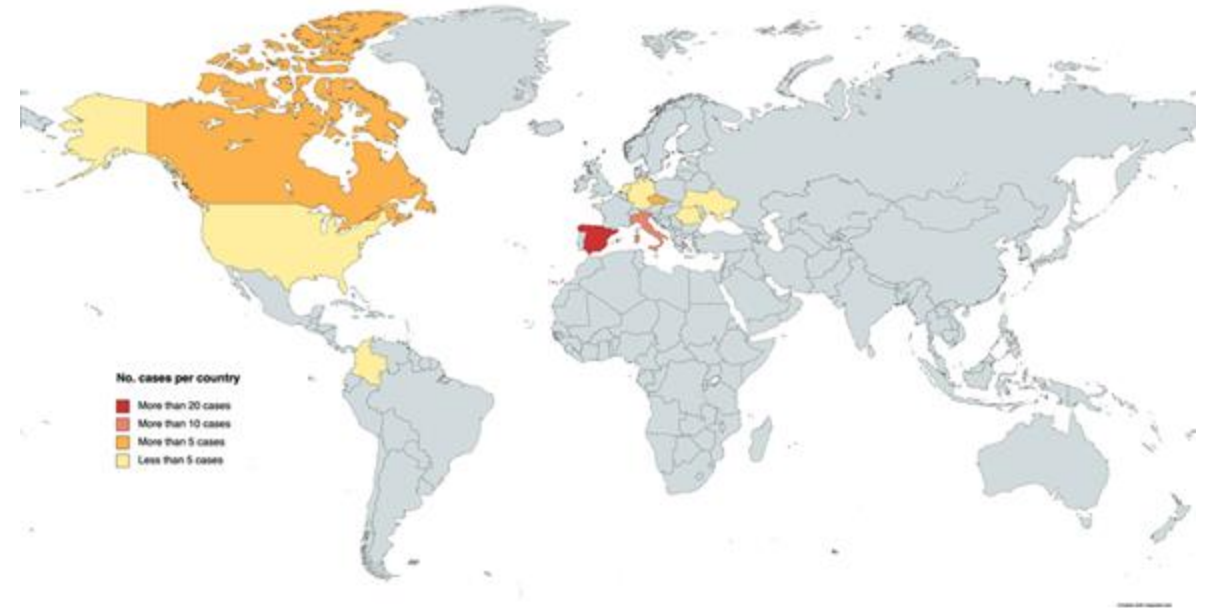 No. cases per country
More than 20 cases
More than 10 cases
More than 5 cases
Less than 5 cases